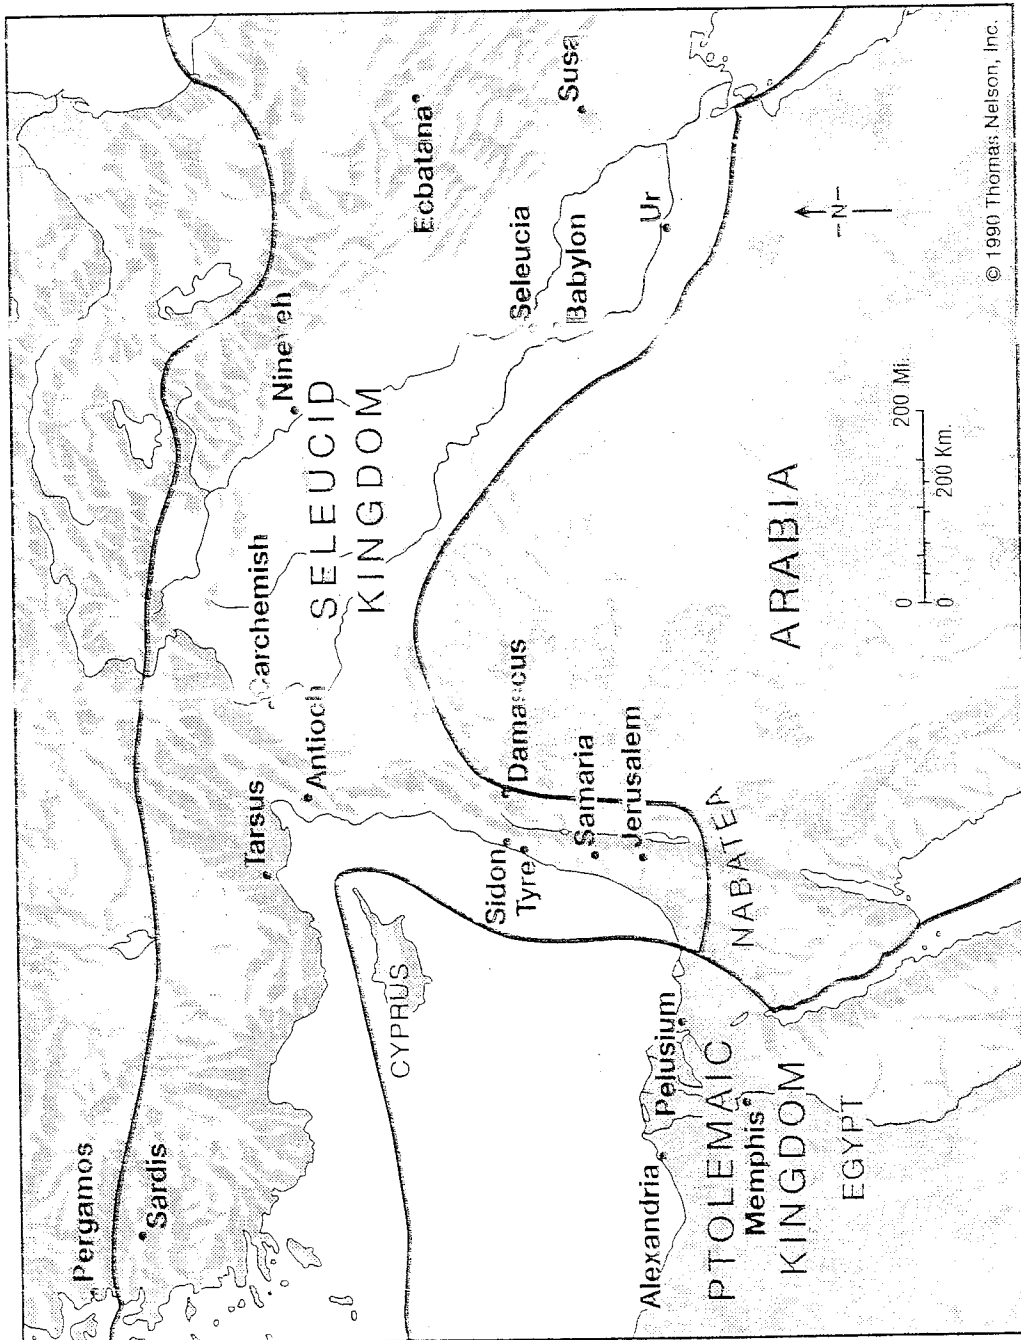 Pergamos
Sardis
Tarsus
Antioch
Carchemish
Nineveh
SELEUCID
KINGDOM
Ecbatana
Susa
Seleucia
Babylon
Ur
CYPRUS
Sidon
Tyre
Damascus
Samaria
Jerusalem
NABATEA
ARABIA
Alexandria
Pelusium
PTOLEMAIC
Memphis
KINGDOM
EGYPT
-N-
0 200 Mi.
0 200 Km.
© 1990 Thomas Nelson, Inc.